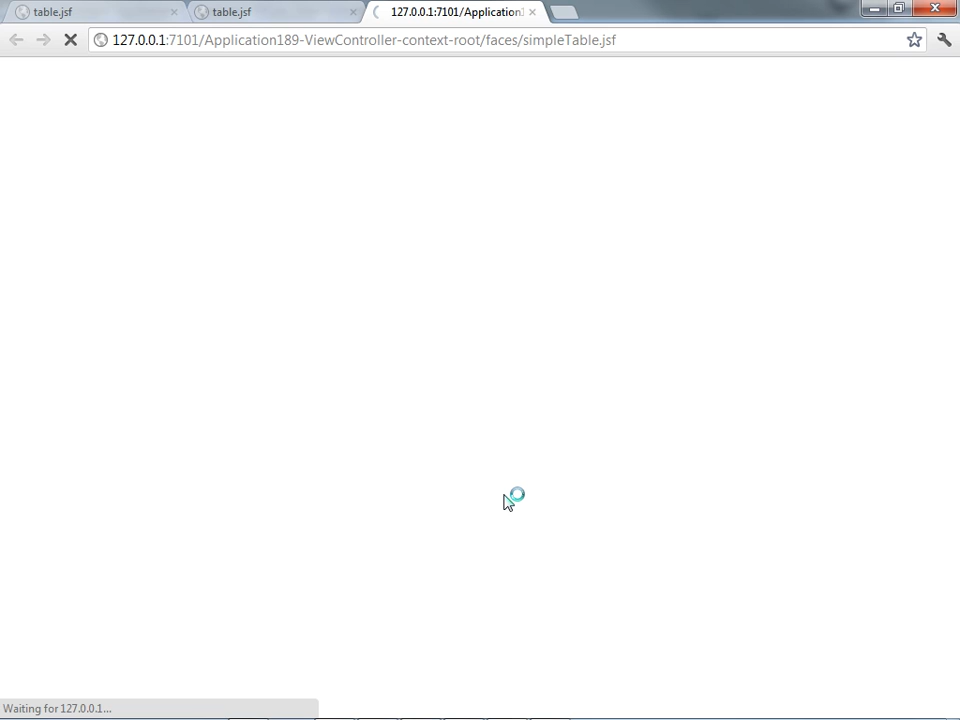 table.jsf
table.jsf
127.0.0.1:7101/Application
127.0.0.1:7101/Application189-ViewController-context-root/faces/simpleTable.jsf
Waiting for 127.0.0.1...